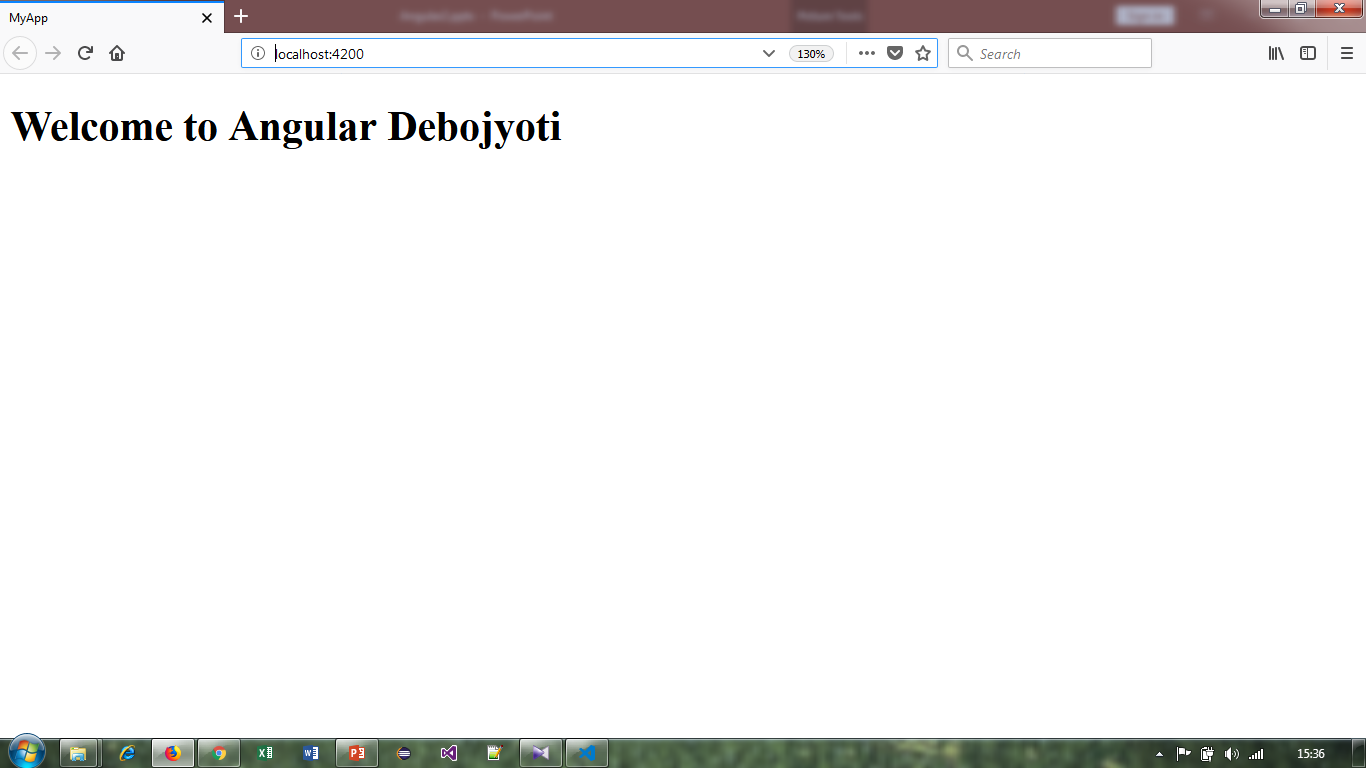 MyApp
localhost:4200
130%
Search
Welcome to Angular Debojyoti
15:36